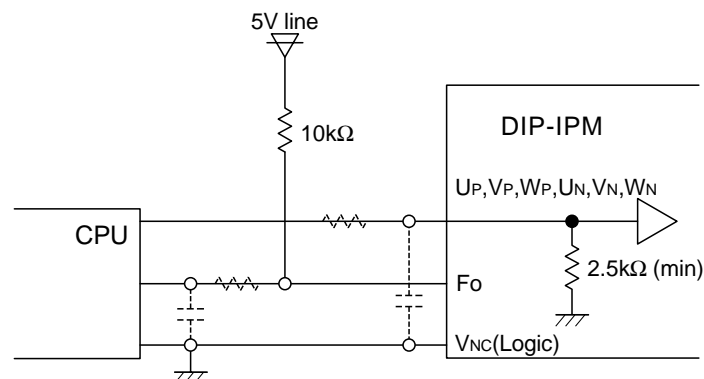 5V line
10kΩ
DIP-IPM
UP,VP,WP,UN,VN,WN
CPU
2.5kΩ (min)
Fo
VNC(Logic)